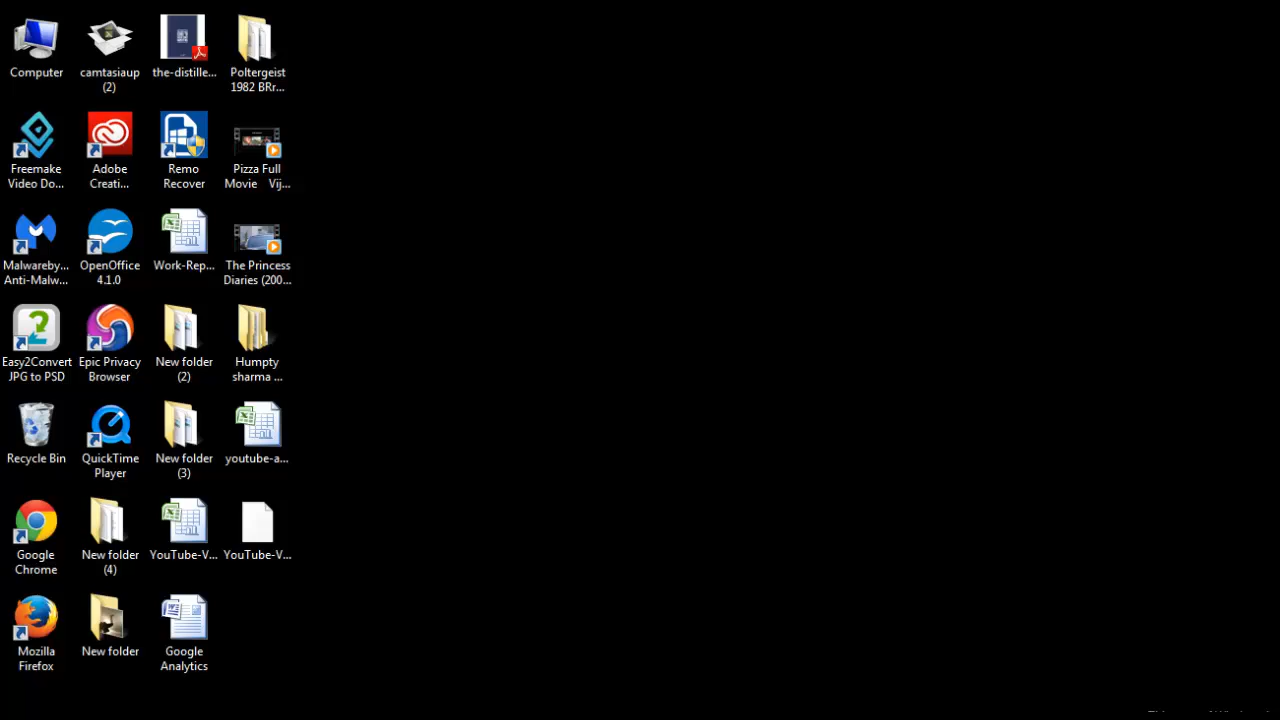 Computer
camtasiaup
(2)
the-distille...
Poltergeist
1982 BRr...
Freemake
Video Do...
Adobe
Creati...
Remo
Recover
Pizza Full
Movie Vij...
Malwareby...
Anti-Malw...
OpenOffice
4.1.0
Work-Rep...
The Princess
Diaries (200...
Easy2Convert
JPG to PSD
Epic Privacy
Browser
New folder
(2)
Humpty
sharma ...
Recycle Bin
QuickTime
Player
New folder
(3)
youtube-a...
Google
Chrome
New folder
(4)
YouTube-V...
YouTube-V...
Mozilla
Firefox
New folder
Google
Analytics